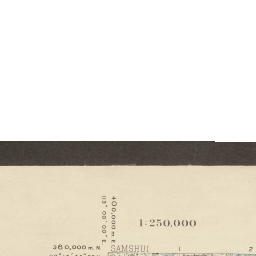 1:250,000
400,000 m. E.
113° 00' 00" E.
360,000 m. N.
SAMSHUI
1
2